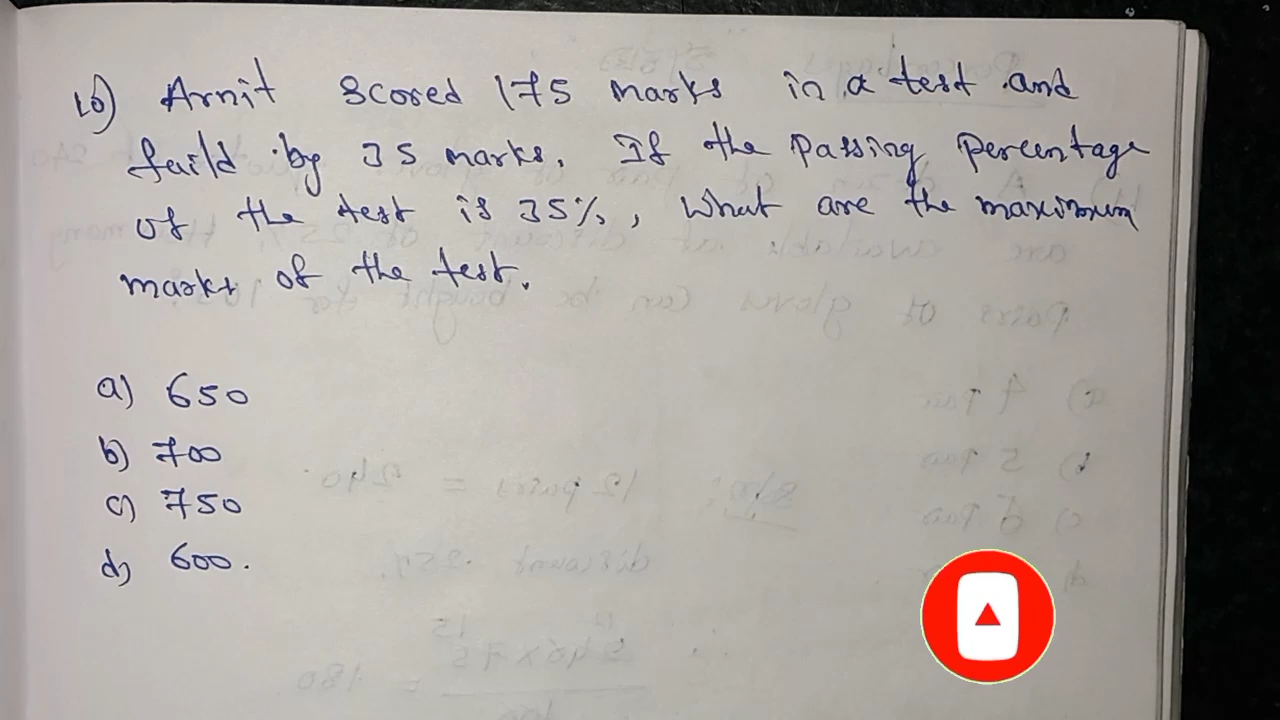 10) Arnit scored 175 marks in a test and
faild by 35 marks. If the passing percentage
of the test is 35%, what are the maximum
marks of the test.
a) 650
b) 700
c) 750
d) 600.